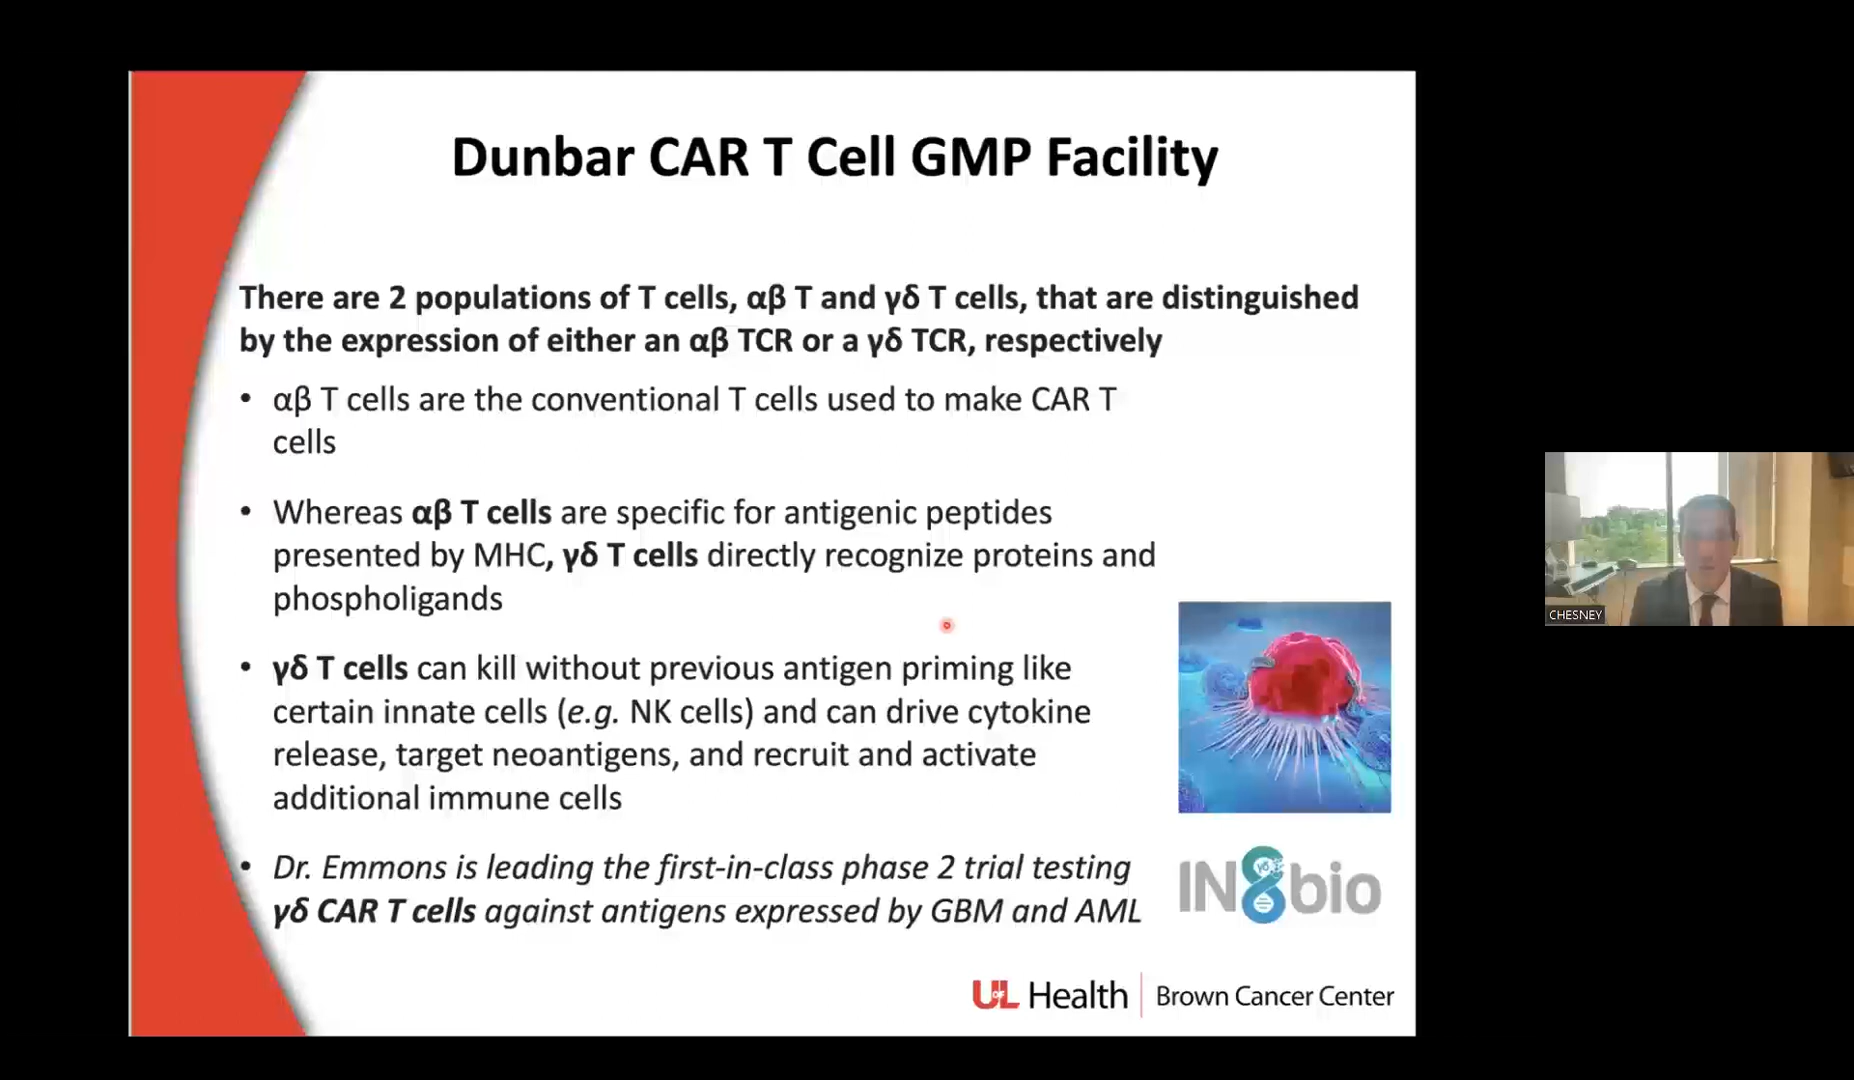 Dunbar CAR T Cell GMP Facility
There are 2 populations of T cells, αβ T and γδ T cells, that are distinguished
by the expression of either an αβ TCR or a γδ TCR, respectively
• αβ T cells are the conventional T cells used to make CAR T
cells
• Whereas αβ T cells are specific for antigenic peptides
presented by MHC, γδ T cells directly recognize proteins and
phospholigands
• γδ T cells can kill without previous antigen priming like
certain innate cells (e.g. NK cells) and can drive cytokine
release, target neoantigens, and recruit and activate
additional immune cells
• Dr. Emmons is leading the first-in-class phase 2 trial testing
γδ CAR T cells against antigens expressed by GBM and AML
IN8bio
UofL Health | Brown Cancer Center
CHESNEY